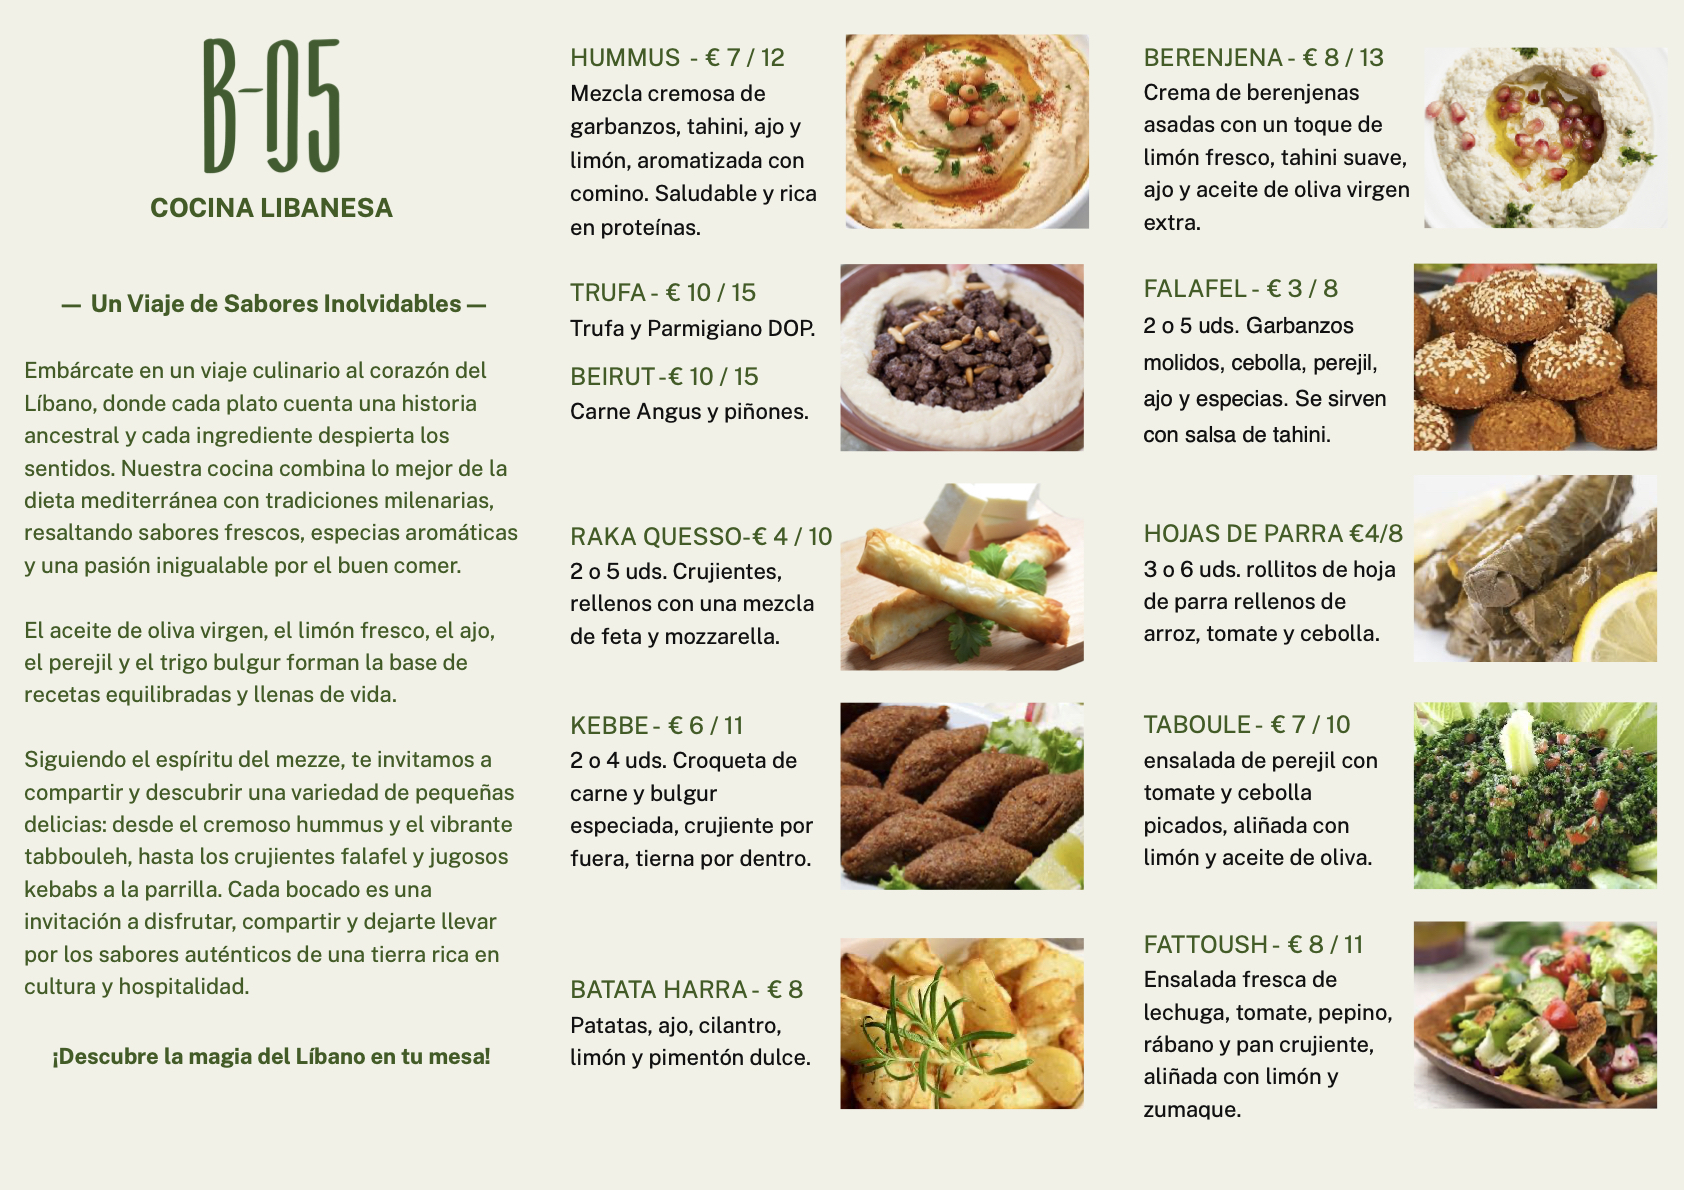 B-05
COCINA LIBANESA
— Un Viaje de Sabores Inolvidables —
Embárcate en un viaje culinario al corazón del
Líbano, donde cada plato cuenta una historia
ancestral y cada ingrediente despierta los
sentidos. Nuestra cocina combina lo mejor de la
dieta mediterránea con tradiciones milenarias,
resaltando sabores frescos, especias aromáticas
y una pasión inigualable por el buen comer.
El aceite de oliva virgen, el limón fresco, el ajo,
el perejil y el trigo bulgur forman la base de
recetas equilibradas y llenas de vida.
Siguiendo el espíritu del mezze, te invitamos a
compartir y descubrir una variedad de pequeñas
delicias: desde el cremoso hummus y el vibrante
tabbouleh, hasta los crujientes falafel y jugosos
kebabs a la parrilla. Cada bocado es una
invitación a disfrutar, compartir y dejarte llevar
por los sabores auténticos de una tierra rica en
cultura y hospitalidad.
¡Descubre la magia del Líbano en tu mesa!
HUMMUS - € 7 / 12
Mezcla cremosa de
garbanzos, tahini, ajo y
limón, aromatizada con
comino. Saludable y rica
en proteínas.
TRUFA - € 10 / 15
Trufa y Parmigiano DOP.
BEIRUT -€ 10 / 15
Carne Angus y piñones.
RAKA QUESSO-€ 4 / 10
2 o 5 uds. Crujientes,
rellenos con una mezcla
de feta y mozzarella.
KEBBE - € 6 / 11
2 o 4 uds. Croqueta de
carne y bulgur
especiada, crujiente por
fuera, tierna por dentro.
BATATA HARRA - € 8
Patatas, ajo, cilantro,
limón y pimentón dulce.
BERENJENA - € 8 / 13
Crema de berenjenas
asadas con un toque de
limón fresco, tahini suave,
ajo y aceite de oliva virgen
extra.
FALAFEL - € 3 / 8
2 o 5 uds. Garbanzos
molidos, cebolla, perejil,
ajo y especias. Se sirven
con salsa de tahini.
HOJAS DE PARRA €4/8
3 o 6 uds. rollitos de hoja
de parra rellenos de
arroz, tomate y cebolla.
TABOULE - € 7 / 10
ensalada de perejil con
tomate y cebolla
picados, aliñada con
limón y aceite de oliva.
FATTOUSH - € 8 / 11
Ensalada fresca de
lechuga, tomate, pepino,
rábano y pan crujiente,
aliñada con limón y
zumaque.